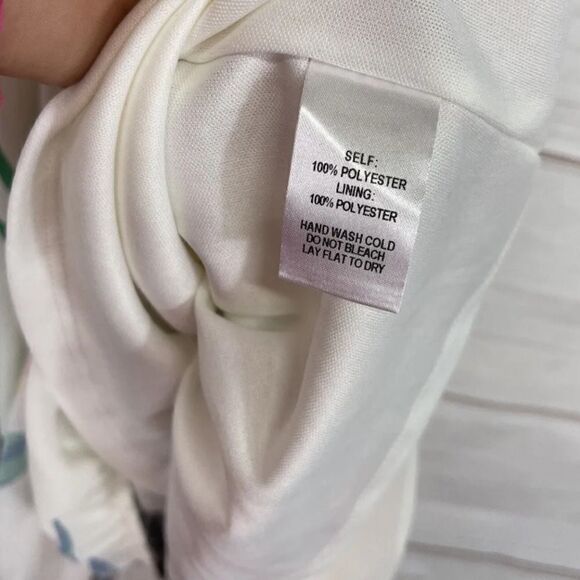 SELF:
100% POLYESTER
LINING:
100% POLYESTER
HAND WASH COLD
DO NOT BLEACH
LAY FLAT TO DRY